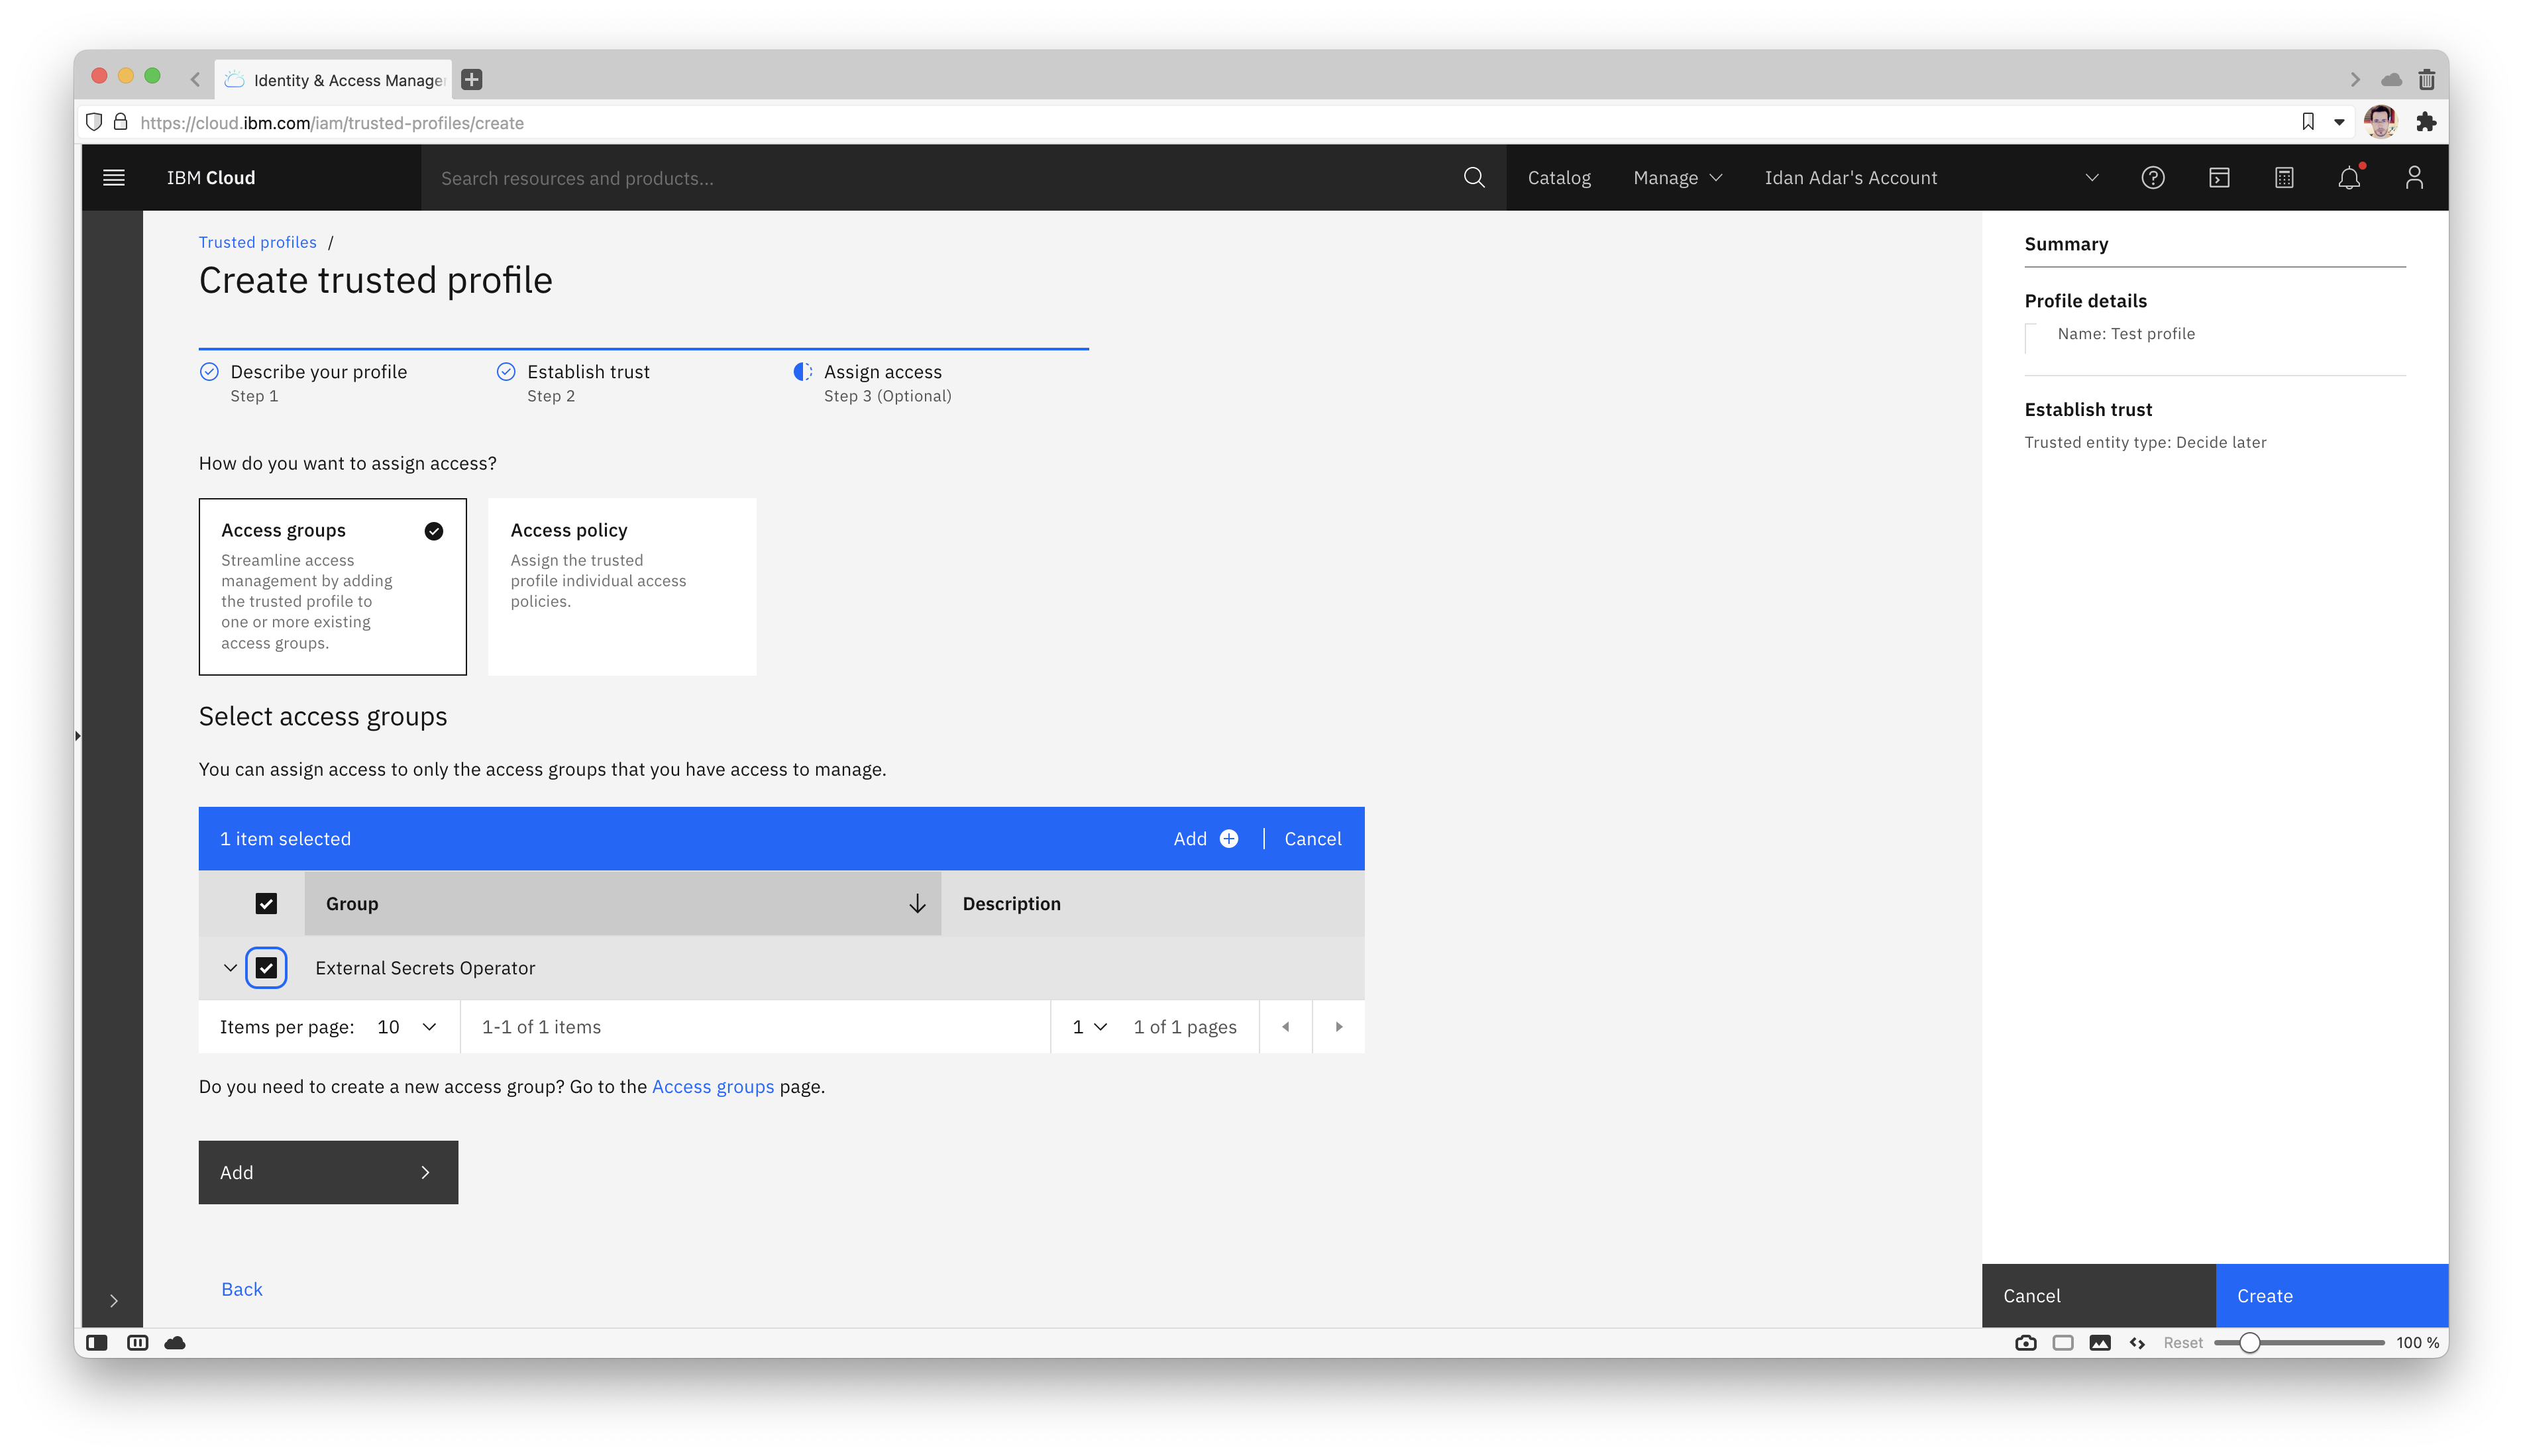 Identity & Access Manage
https://cloud.ibm.com/iam/trusted-profiles/create
IBM Cloud
Search resources and products...
Catalog
Manage
Idan Adar's Account
Trusted profiles /
Create trusted profile
Describe your profile
Step 1
Establish trust
Step 2
Assign access
Step 3 (Optional)
How do you want to assign access?
Access groups
Streamline access
management by adding
the trusted profile to
one or more existing
access groups.
Access policy
Assign the trusted
profile individual access
policies.
Select access groups
You can assign access to only the access groups that you have access to manage.
1 item selected
Add
Cancel
Group
Description
External Secrets Operator
Items per page: 10
1-1 of 1 items
1
1 of 1 pages
Do you need to create a new access group? Go to the Access groups page.
Add
Back
Summary
Profile details
Name: Test profile
Establish trust
Trusted entity type: Decide later
Cancel
Create
Reset
100 %